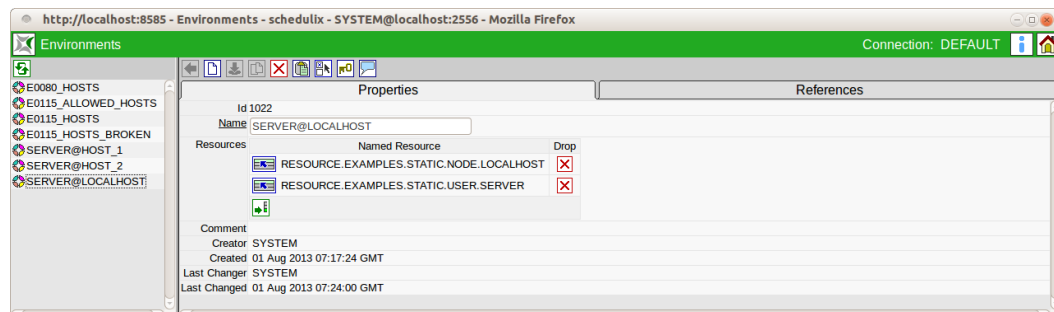 http://localhost:8585 - Environments - schedulix - SYSTEM@localhost:2556 - Mozilla Firefox
Environments
Connection: DEFAULT
E0080_HOSTS
E0115_ALLOWED_HOSTS
E0115_HOSTS
E0115_HOSTS_BROKEN
SERVER@HOST_1
SERVER@HOST_2
SERVER@LOCALHOST
Properties
References
Id 1022
Name SERVER@LOCALHOST
Resources Named Resource Drop
RESOURCE.EXAMPLES.STATIC.NODE.LOCALHOST
RESOURCE.EXAMPLES.STATIC.USER.SERVER
Comment
Creator SYSTEM
Created 01 Aug 2013 07:17:24 GMT
Last Changer SYSTEM
Last Changed 01 Aug 2013 07:24:00 GMT